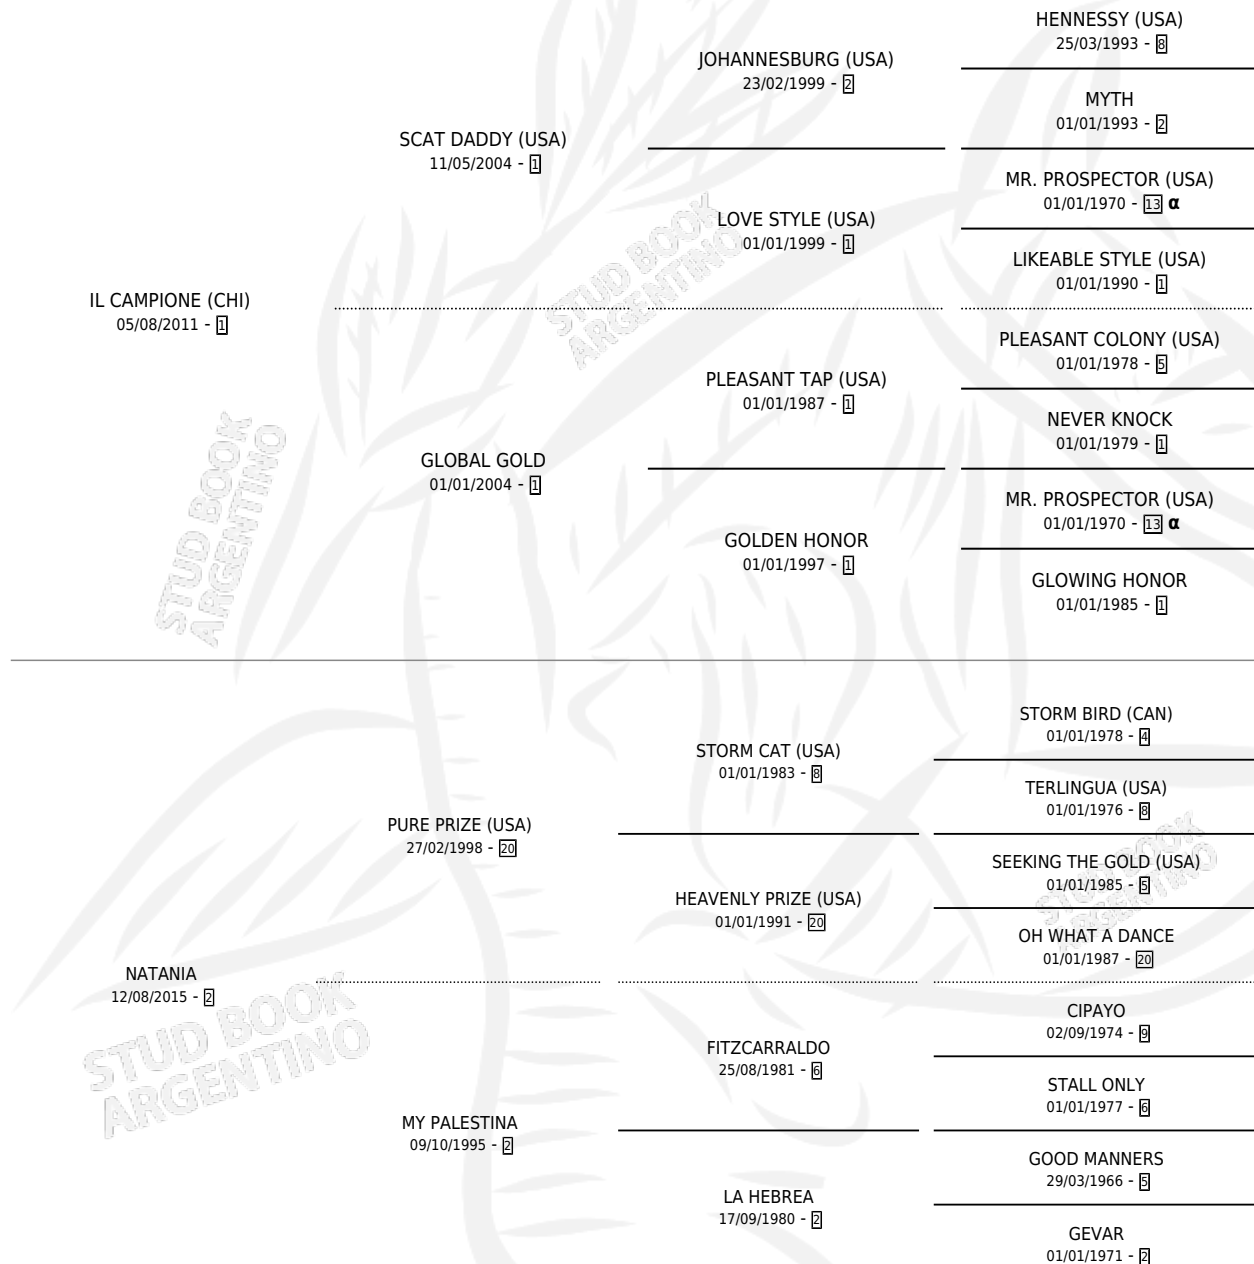 HENNESSY (USA)
25/03/1993 - 8
JOHANNESBURG (USA)
23/02/1999 - 2
MYTH
01/01/1993 - 2
SCAT DADDY (USA)
11/05/2004 - 1
MR. PROSPECTOR (USA)
01/01/1970 - 13 α
LOVE STYLE (USA)
01/01/1999 - 1
LIKEABLE STYLE (USA)
01/01/1990 - 1
IL CAMPIONE (CHI)
05/08/2011 - 1
PLEASANT COLONY (USA)
01/01/1978 - 5
PLEASANT TAP (USA)
01/01/1987 - 1
NEVER KNOCK
01/01/1979 - 1
GLOBAL GOLD
01/01/2004 - 1
MR. PROSPECTOR (USA)
01/01/1970 - 13 α
GOLDEN HONOR
01/01/1997 - 1
GLOWING HONOR
01/01/1985 - 1
STORM BIRD (CAN)
01/01/1978 - 4
STORM CAT (USA)
01/01/1983 - 8
TERLINGUA (USA)
01/01/1976 - 8
PURE PRIZE (USA)
27/02/1998 - 20
SEEKING THE GOLD (USA)
01/01/1985 - 5
HEAVENLY PRIZE (USA)
01/01/1991 - 20
OH WHAT A DANCE
01/01/1987 - 20
NATANIA
12/08/2015 - 2
CIPAYO
02/09/1974 - 9
FITZCARRALDO
25/08/1981 - 6
STALL ONLY
01/01/1977 - 6
MY PALESTINA
09/10/1995 - 2
GOOD MANNERS
29/03/1966 - 5
LA HEBREA
17/09/1980 - 2
GEVAR
01/01/1971 - 2
STUD BOOK
ARGENTINO
STUD BOOK
ARGENTINO
STUD BOOK
ARGENTINO
STUD BOOK
ARGENTINO